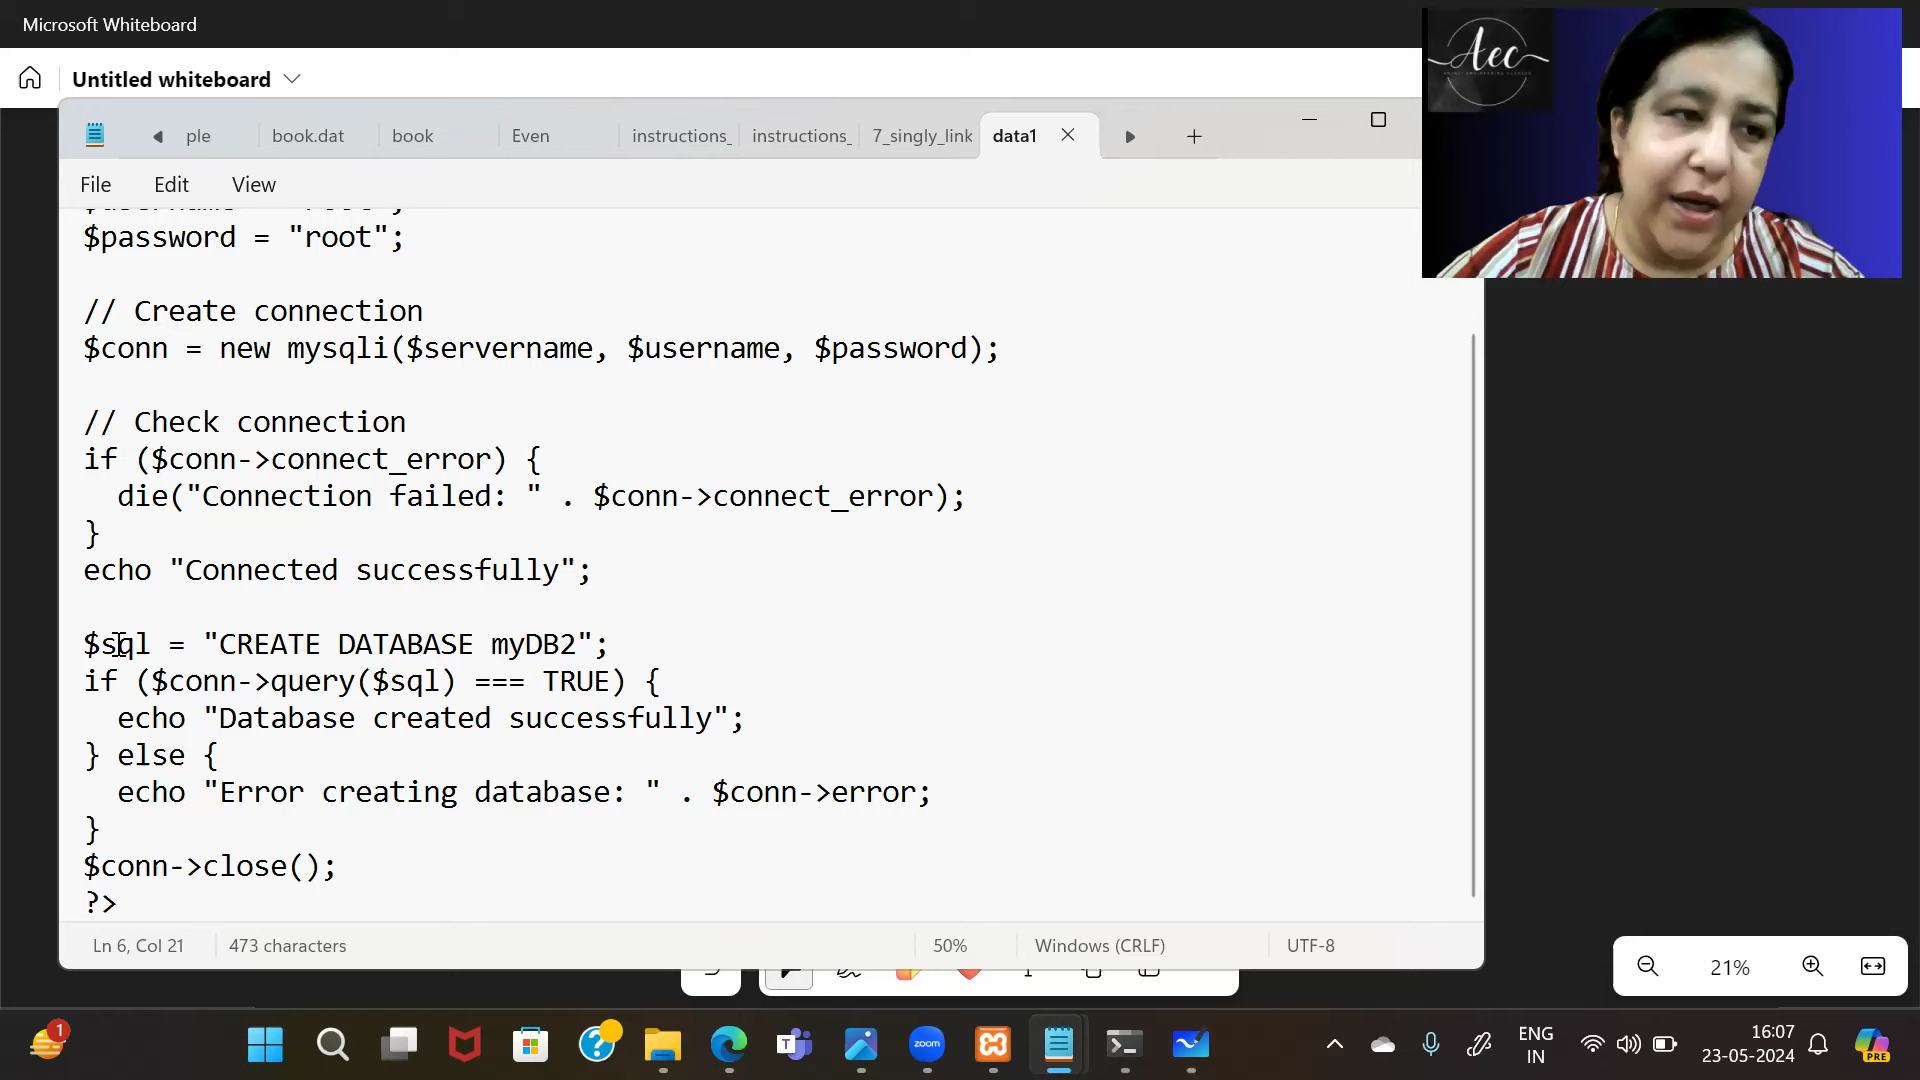 Microsoft Whiteboard
Untitled whiteboard
Aec
ple
book.dat
book
Even
instructions_
instructions_
7_singly_link
data1
File
Edit
View
$password = "root";
// Create connection
$conn = new mysqli($servername, $username, $password);
// Check connection
if ($conn->connect_error) {
die("Connection failed: " . $conn->connect_error);
}
echo "Connected successfully";
$sql = "CREATE DATABASE myDB2";
if ($conn->query($sql) === TRUE) {
echo "Database created successfully";
} else {
echo "Error creating database: " . $conn->error;
}
$conn->close();
?>
Ln 6, Col 21
473 characters
50%
Windows (CRLF)
UTF-8
21%
1
zoom
ENG
IN
16:07
23-05-2024
PRE